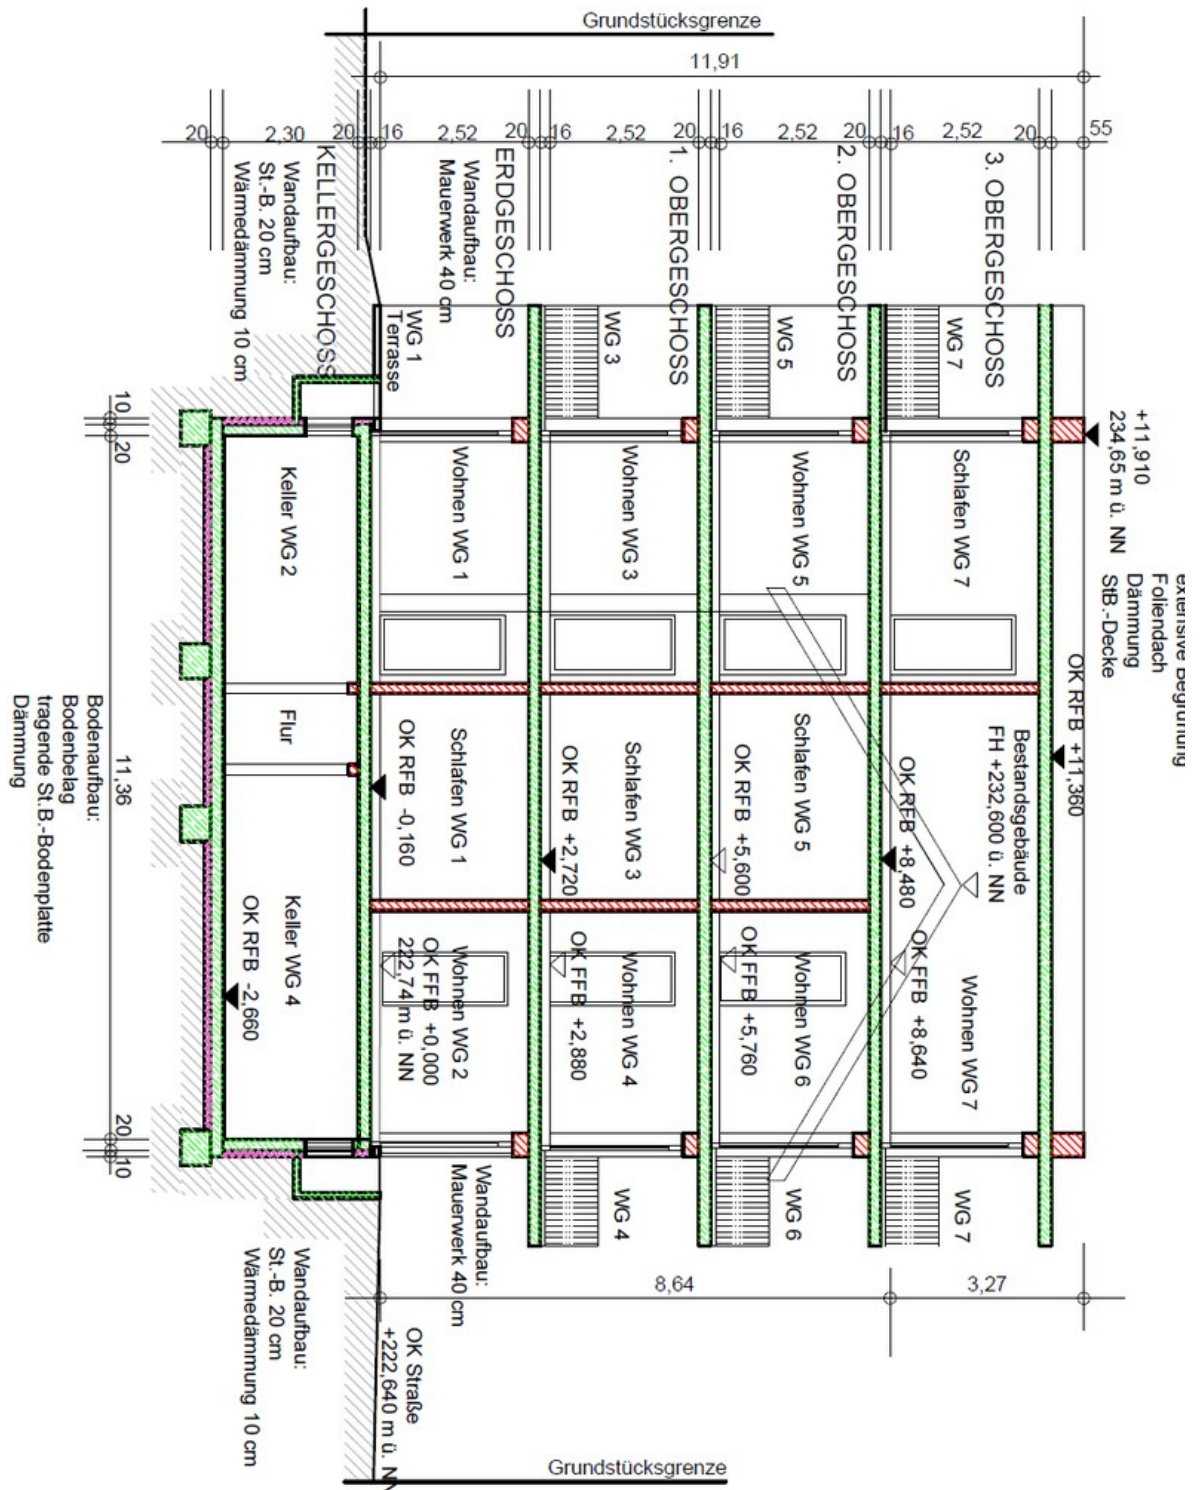 Grundstücksgrenze
11,91
20
2,30
20
16
2,52
20
16
2,52
20
16
2,52
20
16
2,52
20
55
KELLERGESCHOSS
Wandaufbau:
St.-B. 20 cm
Wärmedämmung 10 cm
ERDGESCHOSS
Wandaufbau:
Mauerwerk 40 cm
1. OBERGESCHOSS
2. OBERGESCHOSS
3. OBERGESCHOSS
WG 1
Terrasse
WG 3
WG 5
WG 7
+11,910
234,65 m ü. NN
extensive Begrünung
Foliendach
Dämmung
StB.-Decke
10
20
11,36
20
10
Keller WG 2
Wohnen WG 1
Wohnen WG 3
Wohnen WG 5
Schlafen WG 7
Flur
Schlafen WG 1
OK RFB -0,160
Schlafen WG 3
OK RFB +2,720
Schlafen WG 5
OK RFB +5,600
OK RFB +8,480
Bestandsgebäude
FH +232,600 ü. NN
OK RFB +11,360
Bodenaufbau:
Bodenbelag
tragende St.B.-Bodenplatte
Dämmung
Keller WG 4
OK RFB -2,660
Wohnen WG 2
OK FFB +0,000
222,74 m ü. NN
Wohnen WG 4
OK FFB +2,880
Wohnen WG 6
OK FFB +5,760
Wohnen WG 7
OK FFB +8,640
WG 4
WG 6
WG 7
Wandaufbau:
Mauerwerk 40 cm
Wandaufbau:
St.-B. 20 cm
Wärmedämmung 10 cm
8,64
3,27
OK Straße
+222,640 m ü. NN
Grundstücksgrenze